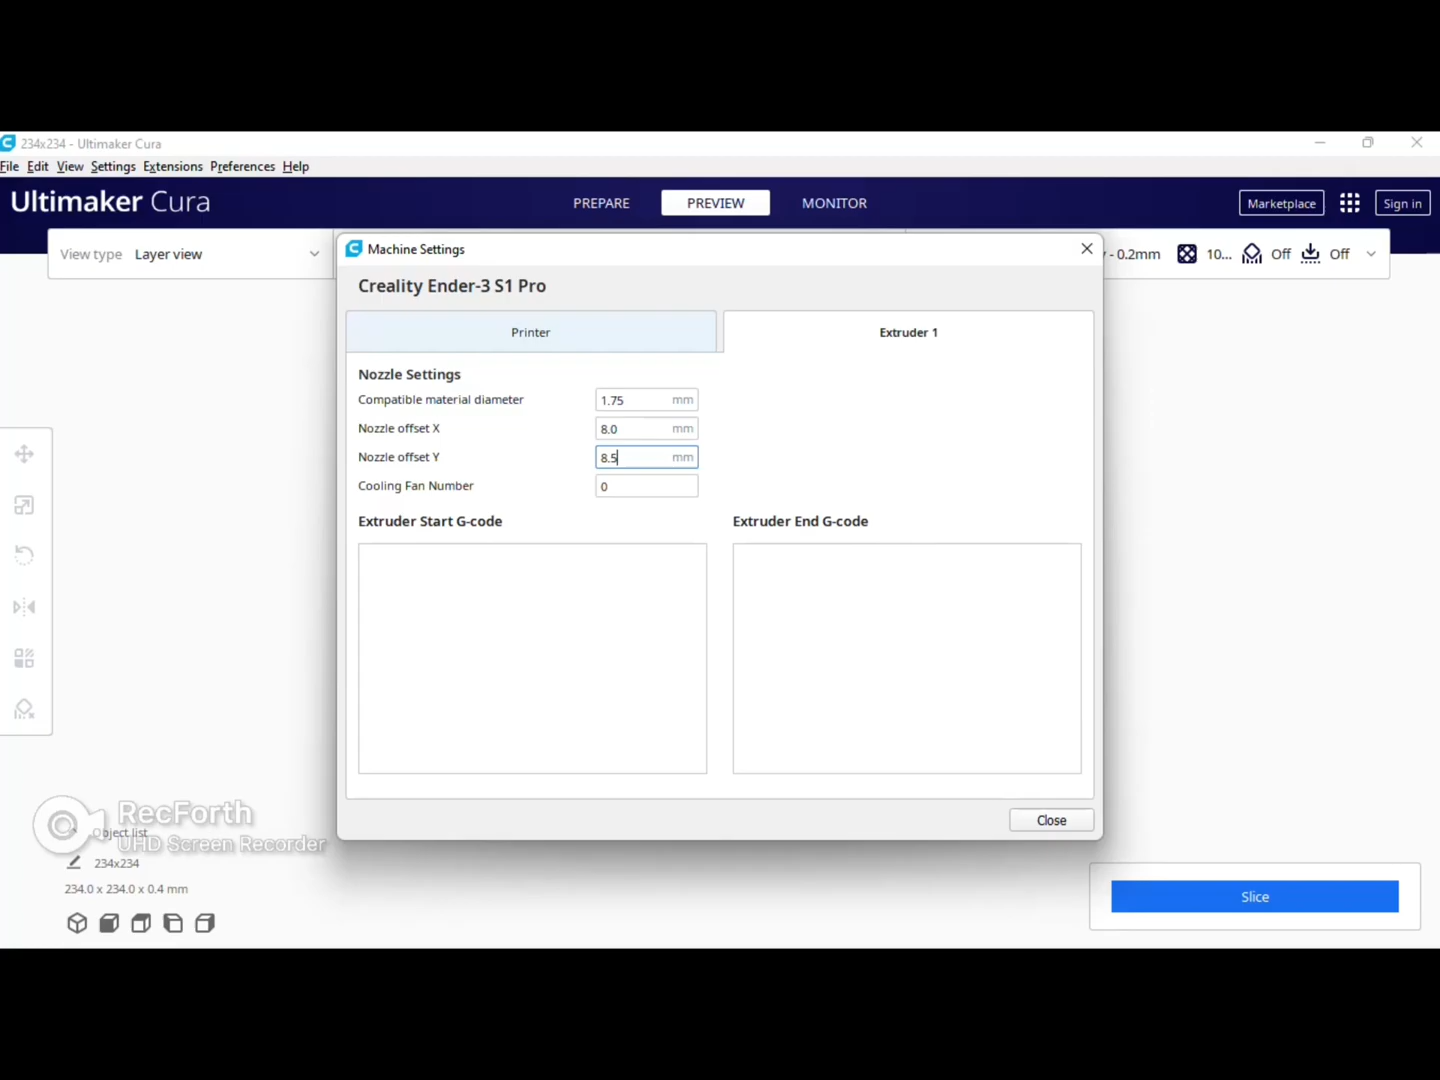 234x234 - Ultimaker Cura
File Edit View Settings Extensions Preferences Help
Ultimaker Cura
PREPARE PREVIEW MONITOR
Marketplace Sign in
View type Layer view
- 0.2mm 10... Off Off
Machine Settings
Creality Ender-3 S1 Pro
Printer Extruder 1
Nozzle Settings
Compatible material diameter 1.75 mm
Nozzle offset X 8.0 mm
Nozzle offset Y 8.5 mm
Cooling Fan Number 0
Extruder Start G-code Extruder End G-code
Close
RecForth
Object list
UHD Screen Recorder
234x234
234.0 x 234.0 x 0.4 mm
Slice